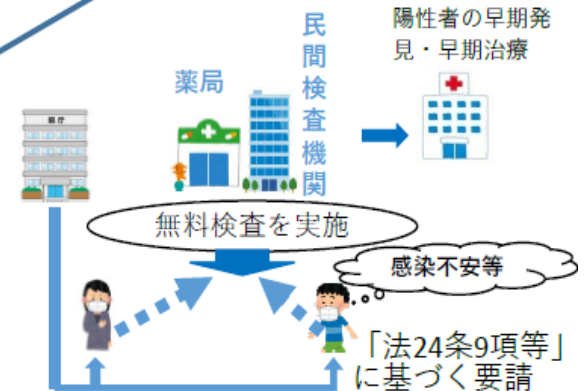 陽性者の早期発
見・早期治療
民間検査機関
薬局
県庁
無料検査を実施
感染不安等
「法24条9項等」
に基づく要請